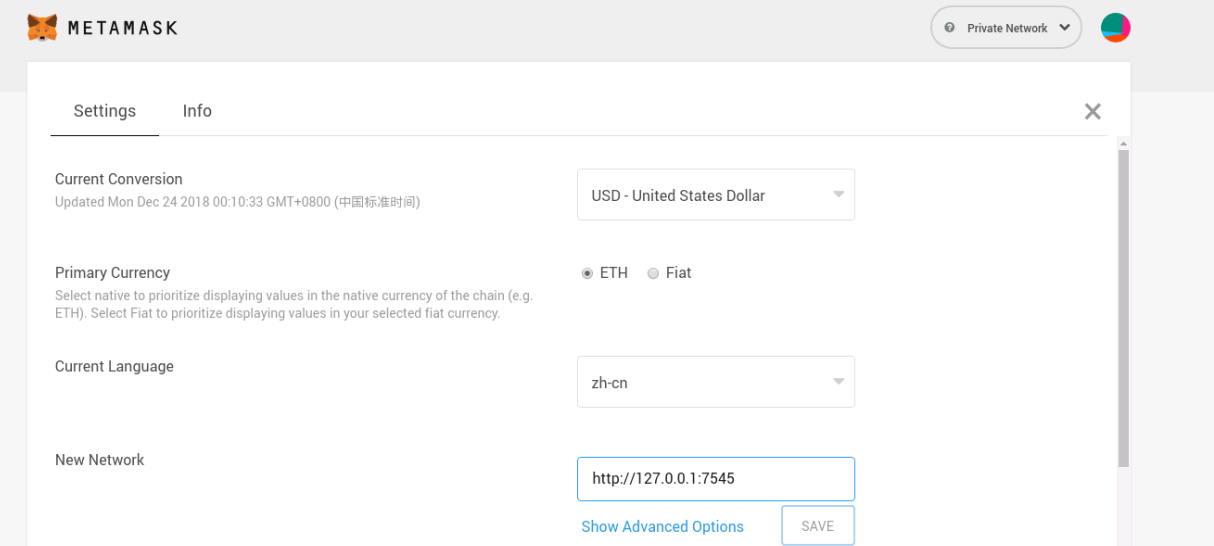 METAMASK
Private Network
Settings
Info
Current Conversion
Updated Mon Dec 24 2018 00:10:33 GMT+0800 (中国标准时间)
USD - United States Dollar
Primary Currency
Select native to prioritize displaying values in the native currency of the chain (e.g.
ETH). Select Fiat to prioritize displaying values in your selected fiat currency.
ETH
Fiat
Current Language
zh-cn
New Network
http://127.0.0.1:7545
Show Advanced Options
SAVE